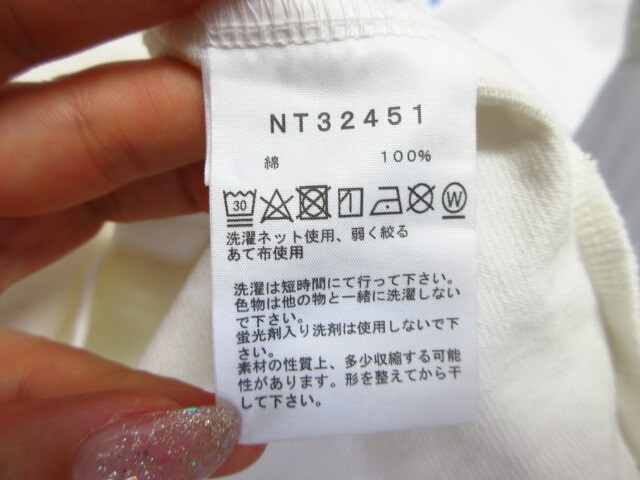 NT32451
綿 100%
30 W
洗濯ネット使用、弱く絞る
あて布使用
洗濯は短時間にて行って下さい。
色物は他の物と一緒に洗濯しない
で下さい。
蛍光剤入り洗剤は使用しないで下
さい。
素材の性質上、多少収縮する可能
性があります。形を整えてから干
して下さい。